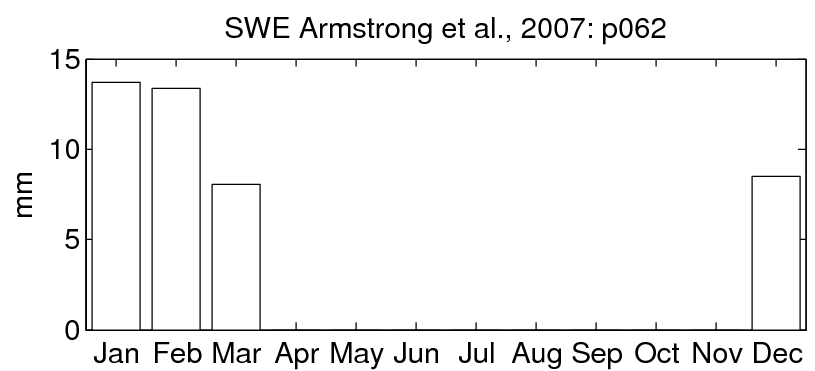 SWE Armstrong et al., 2007: p062
15
10
5
0
mm
Jan Feb Mar Apr May Jun Jul Aug Sep Oct Nov Dec